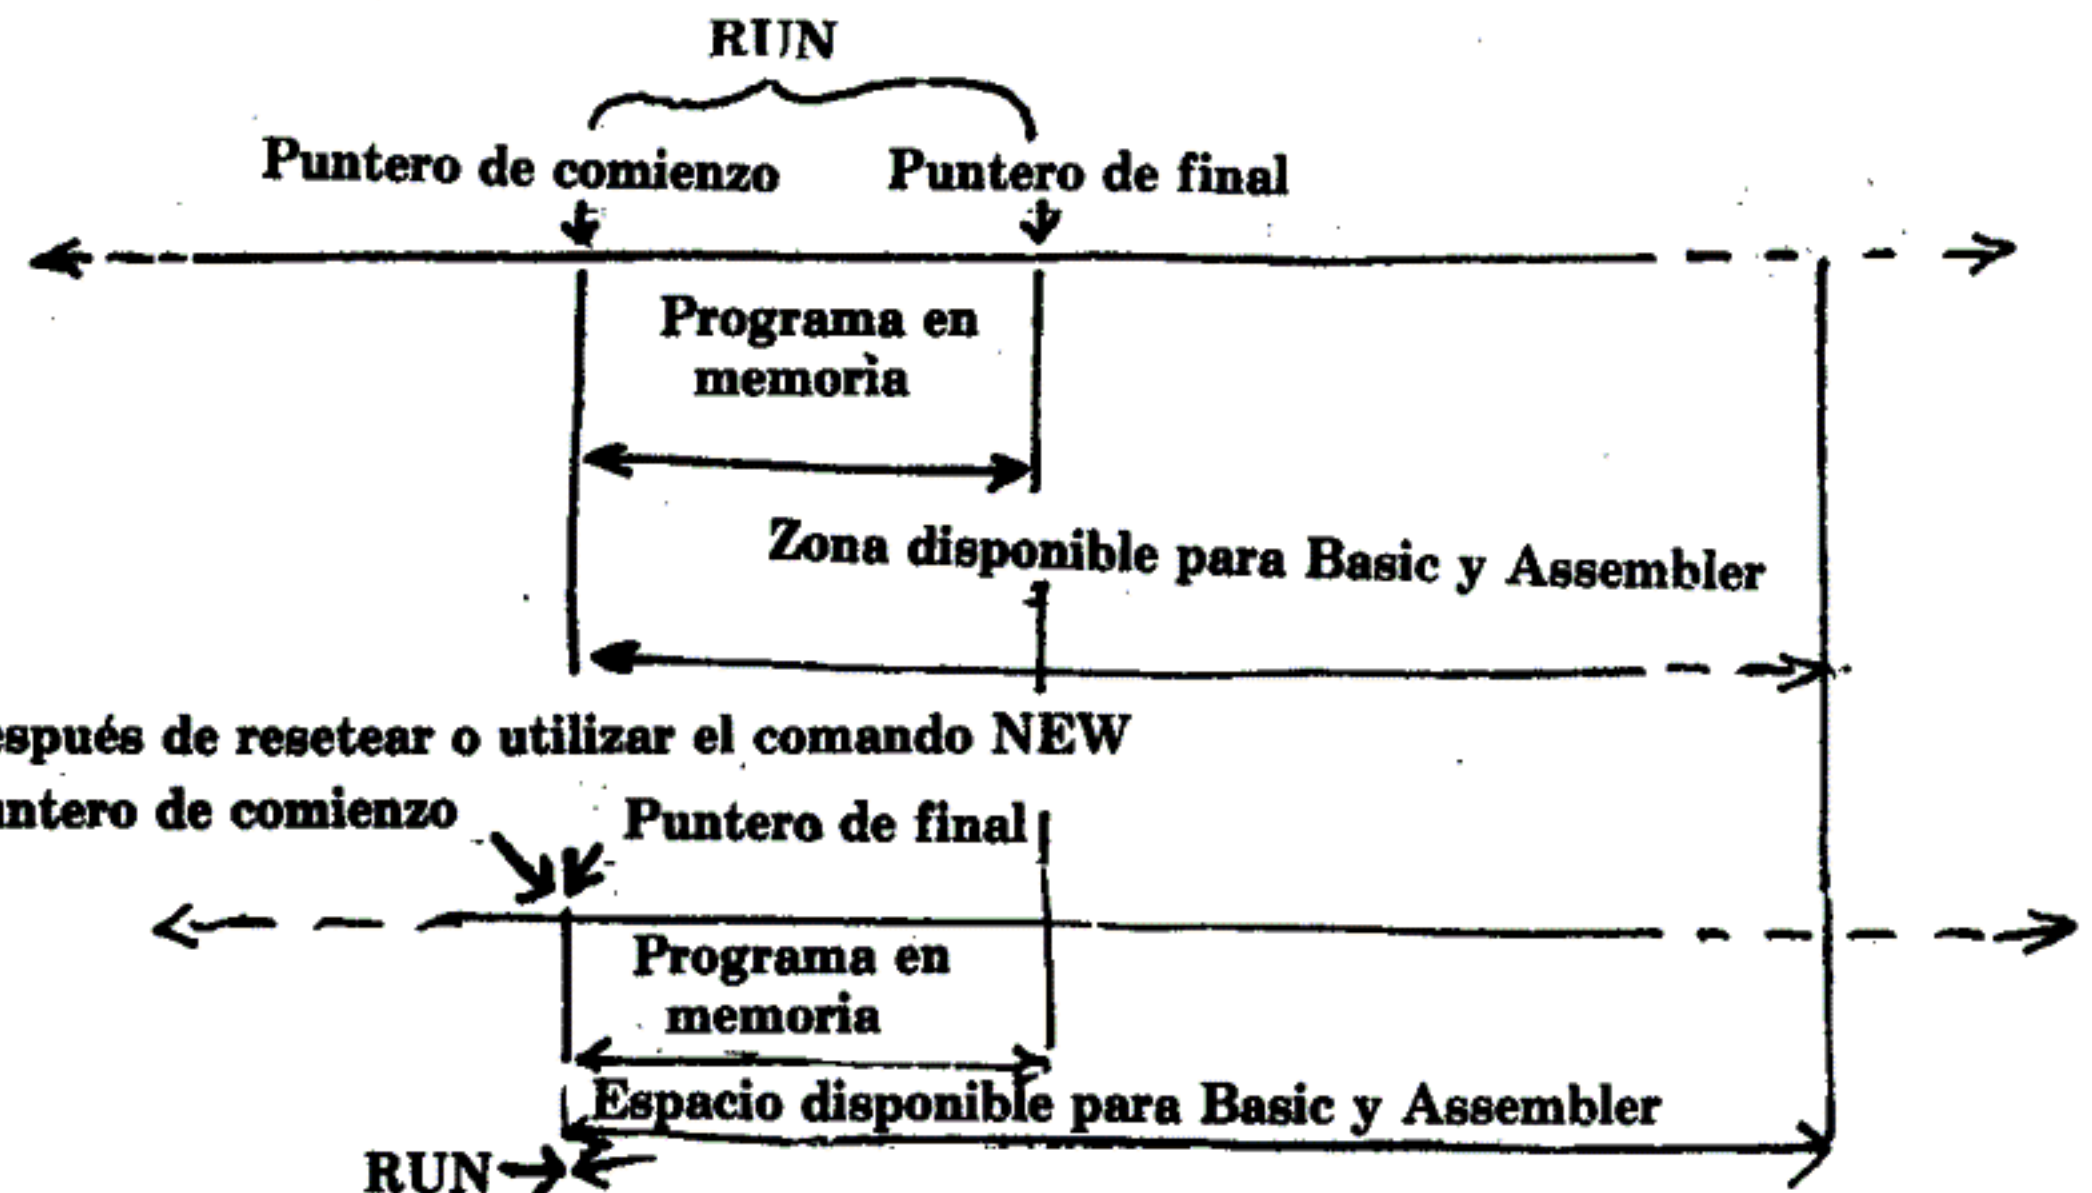 RUN
Puntero de comienzo Puntero de final
Programa en
memoria
Zona disponible para Basic y Assembler
espués de resetear o utilizar el comando NEW
untero de comienzo Puntero de final
Programa en
memoria
Espacio disponible para Basic y Assembler
RUN